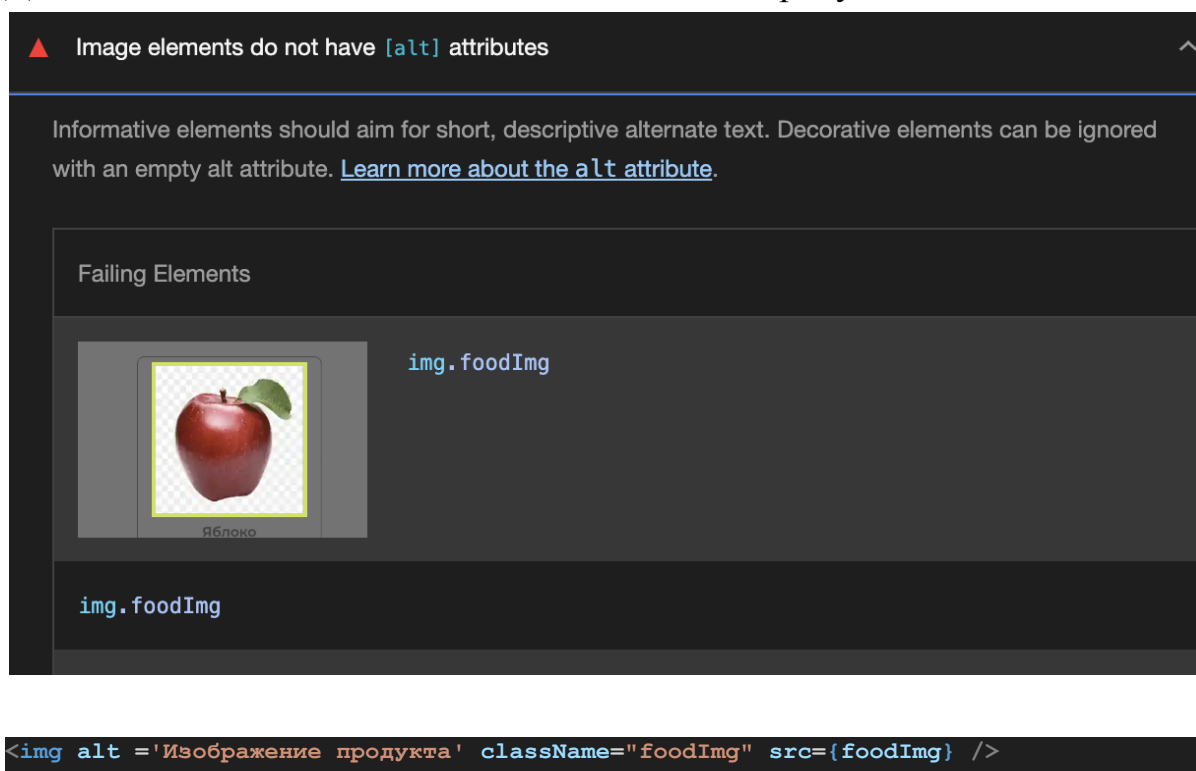 Image elements do not have [alt] attributes
Informative elements should aim for short, descriptive alternate text. Decorative elements can be ignored
with an empty alt attribute. Learn more about the alt attribute.
Failing Elements
img.foodImg
Яблоко
img.foodImg
<img alt ='Изображение продукта' className="foodImg" src={foodImg} />